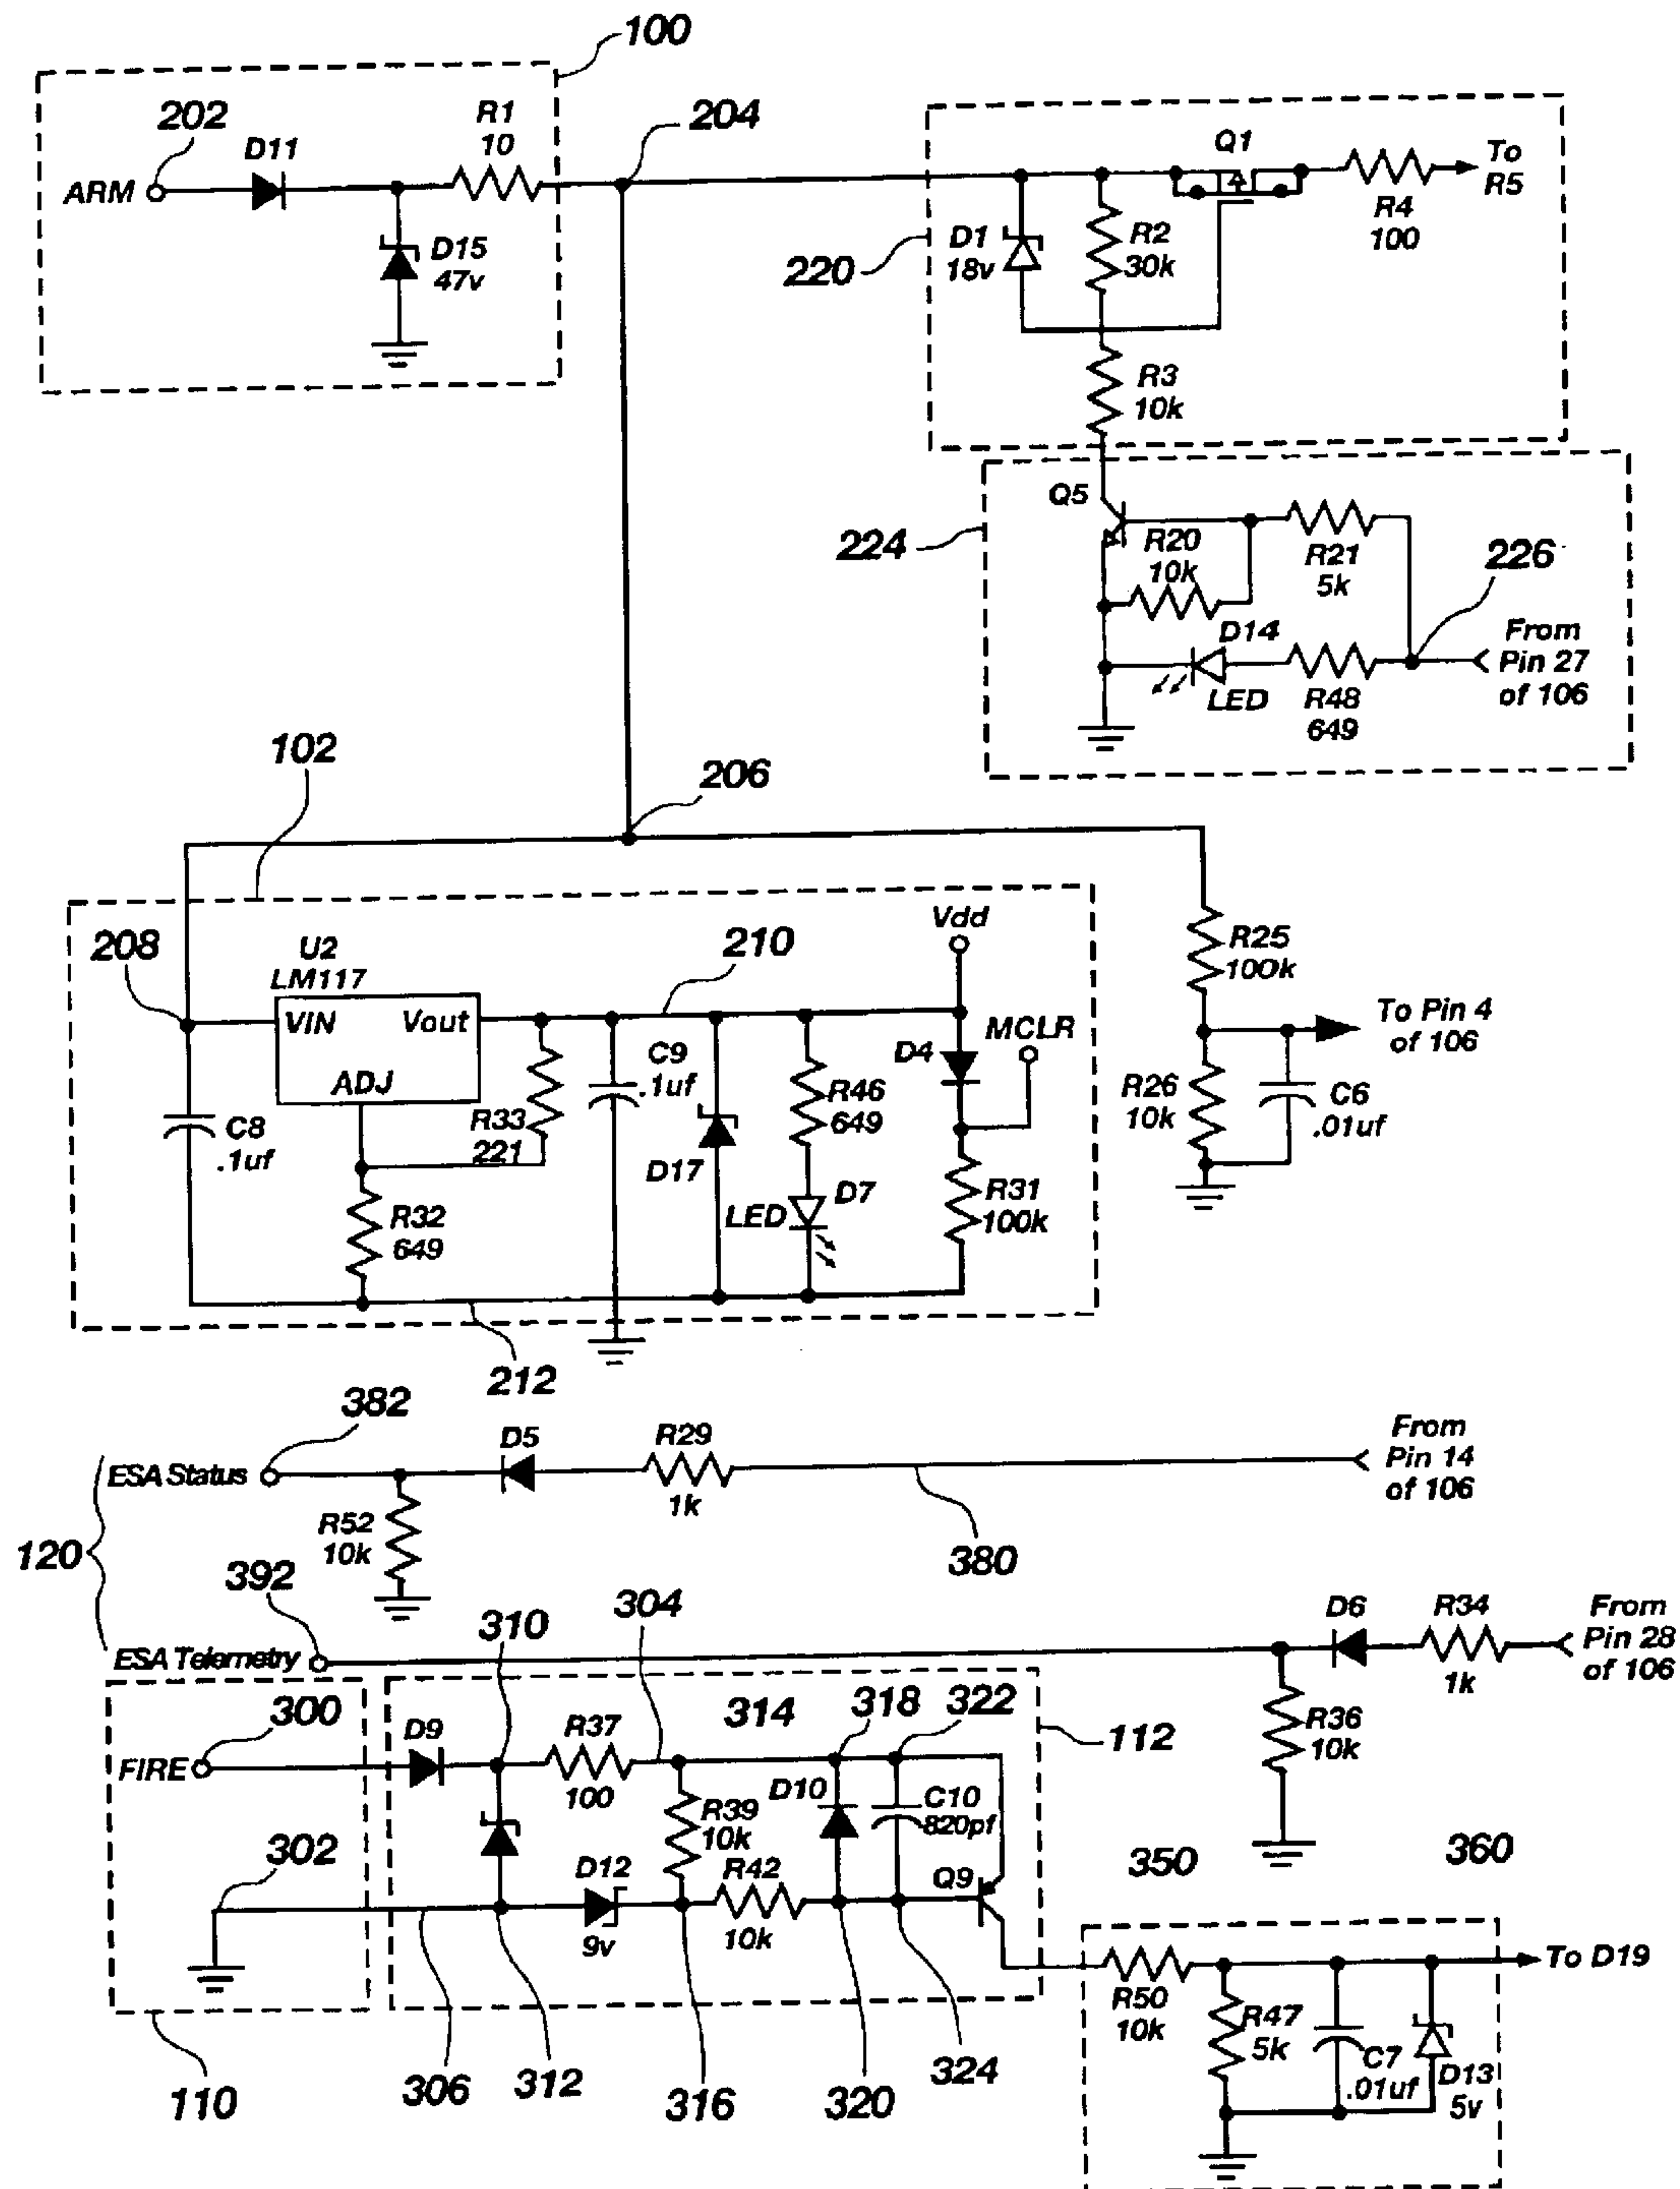 100
202
R1
10
204
D11
ARM
D15
47v
Q1
To
R5
R4
100
D1
18v
R2
30k
220
R3
10k
Q5
224
R20
10k
R21
5k
226
D14
LED
R48
649
From
Pin 27
of 106
102
206
Vdd
208
U2
LM117
210
VIN
Vout
ADJ
R33
221
C9
.1uf
R46
649
D4
MCLR
R25
100k
To Pin 4
of 106
R26
10k
C6
.01uf
C8
.1uf
R32
649
D17
LED
D7
R31
100k
212
382
ESA Status
D5
R29
1k
From
Pin 14
of 106
R52
10k
120
380
392
ESA Telemetry
310
304
D6
R34
1k
From
Pin 28
of 106
R36
10k
300
FIRE
D9
R37
100
314
318
322
112
R39
10k
D10
C10
820pf
302
D12
9v
R42
10k
Q9
350
360
To D19
R50
10k
R47
5k
C7
.01uf
D13
5v
110
306
312
316
320
324